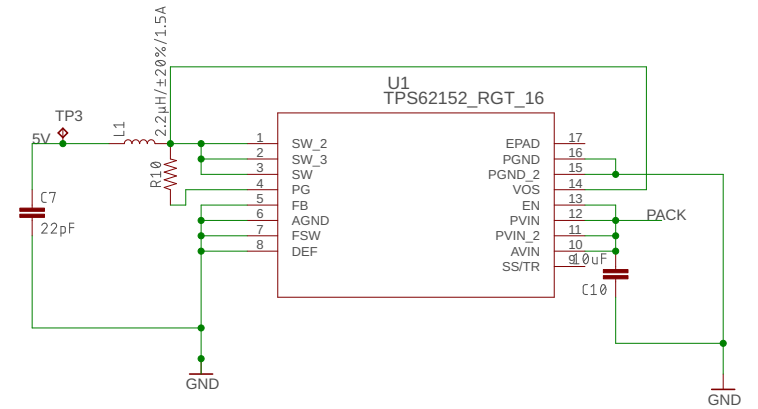 2.2µH/±20%/1.5A
U1
TPS62152_RGT_16
TP3
5V
L1
R10
C7
22pF
1 SW_2
2 SW_3
3 SW
4 PG
5 FB
6 AGND
7 FSW
8 DEF
EPAD 17
PGND 16
PGND_2 15
VOS 14
EN 13
PVIN 12
PVIN_2 11
AVIN 10
SS/TR 9
PACK
10uF
C10
GND
GND